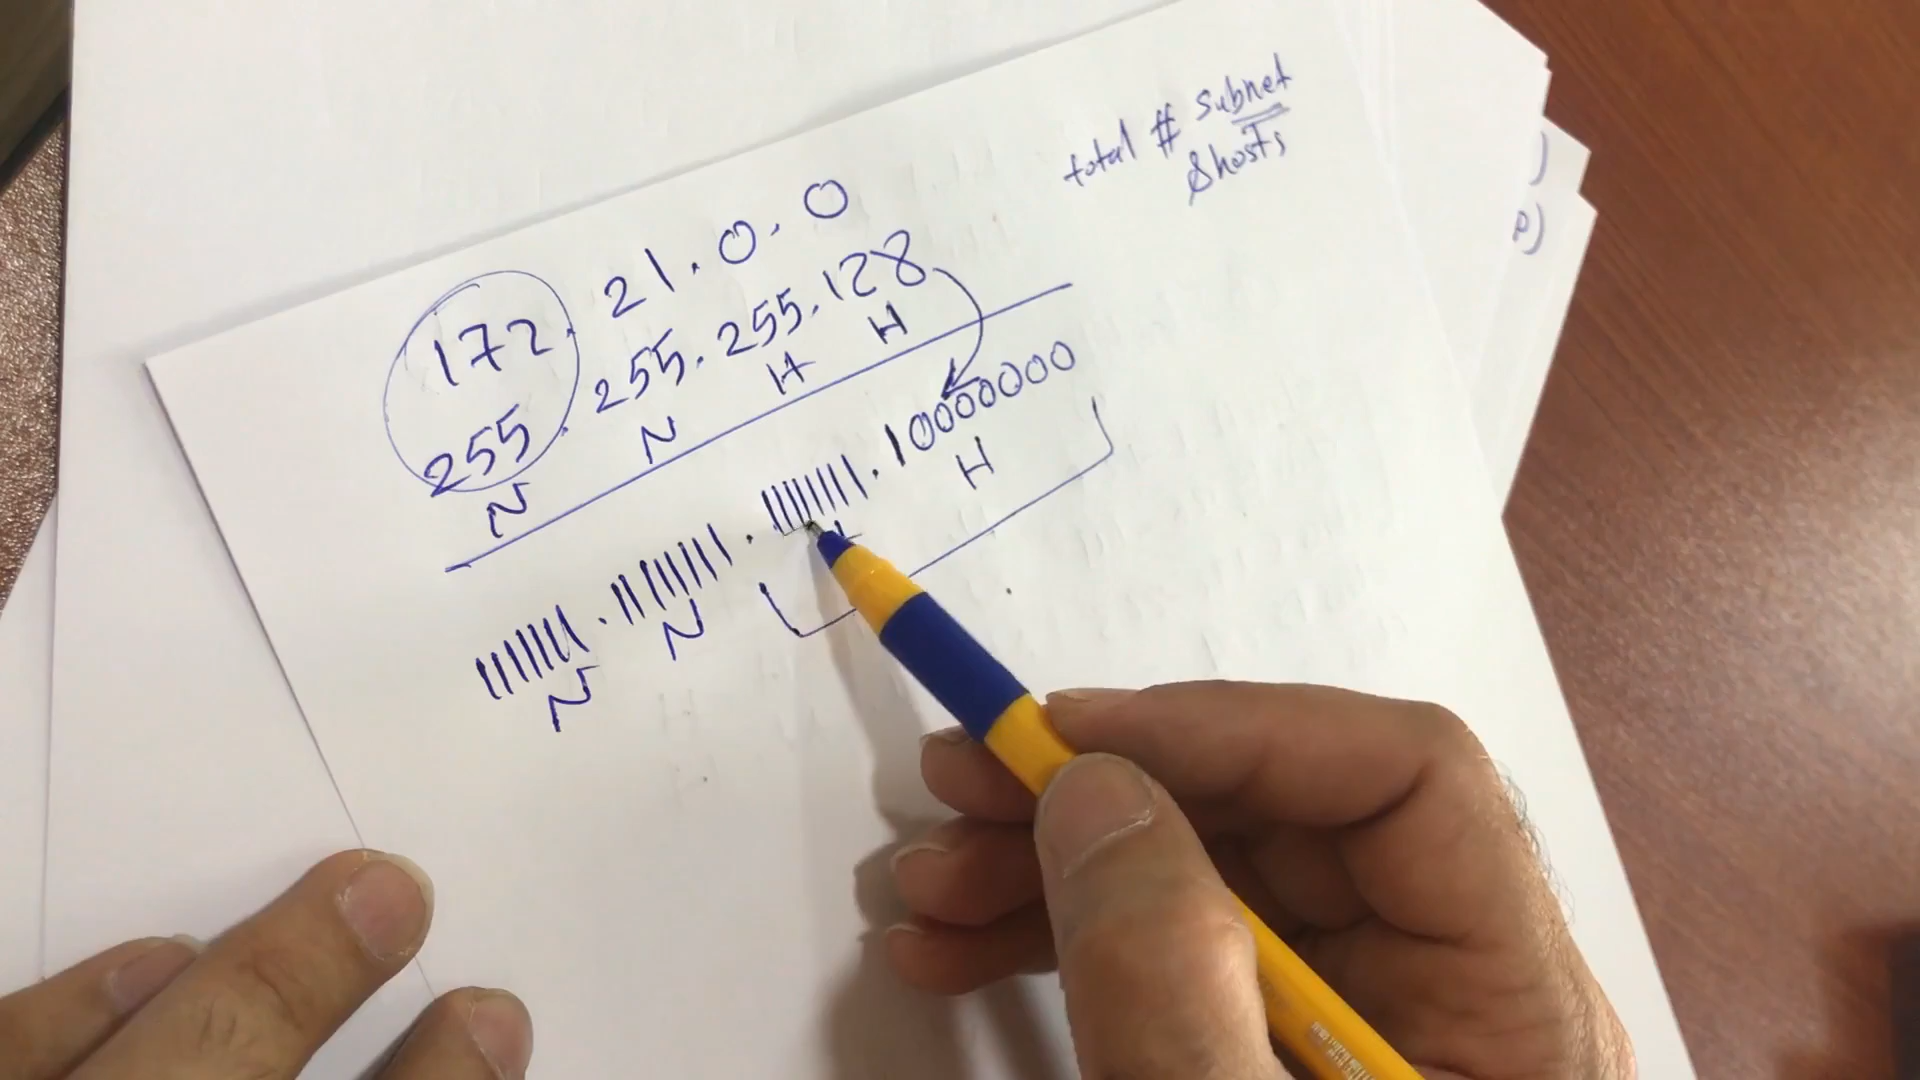 total # Subnet
& hosts
172.21.0.0
255.255.255.128
N N H H
11111111.11111111.11111111.10000000
N N H